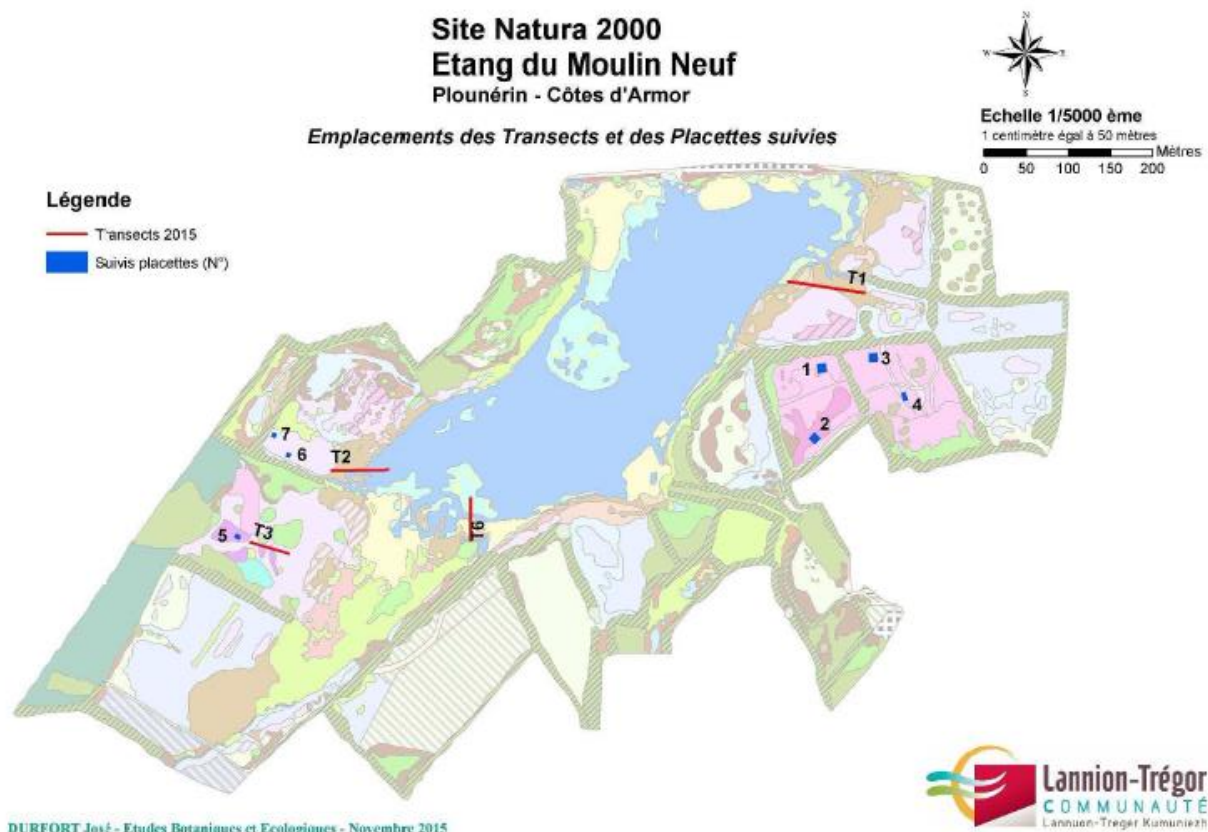 Site Natura 2000
Etang du Moulin Neuf
Plounérin - Côtes d'Armor
Emplacements des Transects et des Placettes suivies
N
W E
S
Echelle 1/5000 ème
1 centimètre égal à 50 mètres
Mètres
0 50 100 150 200
Légende
Transects 2015
Suivis placettes (N°)
T1
1
3
4
2
7
6
T2
T6
5
T3
Lannion-Trégor
COMMUNAUTÉ
Lannuon-Treger Kumuniezh
DURFORT José - Etudes Botaniques et Ecologiques - Novembre 2015